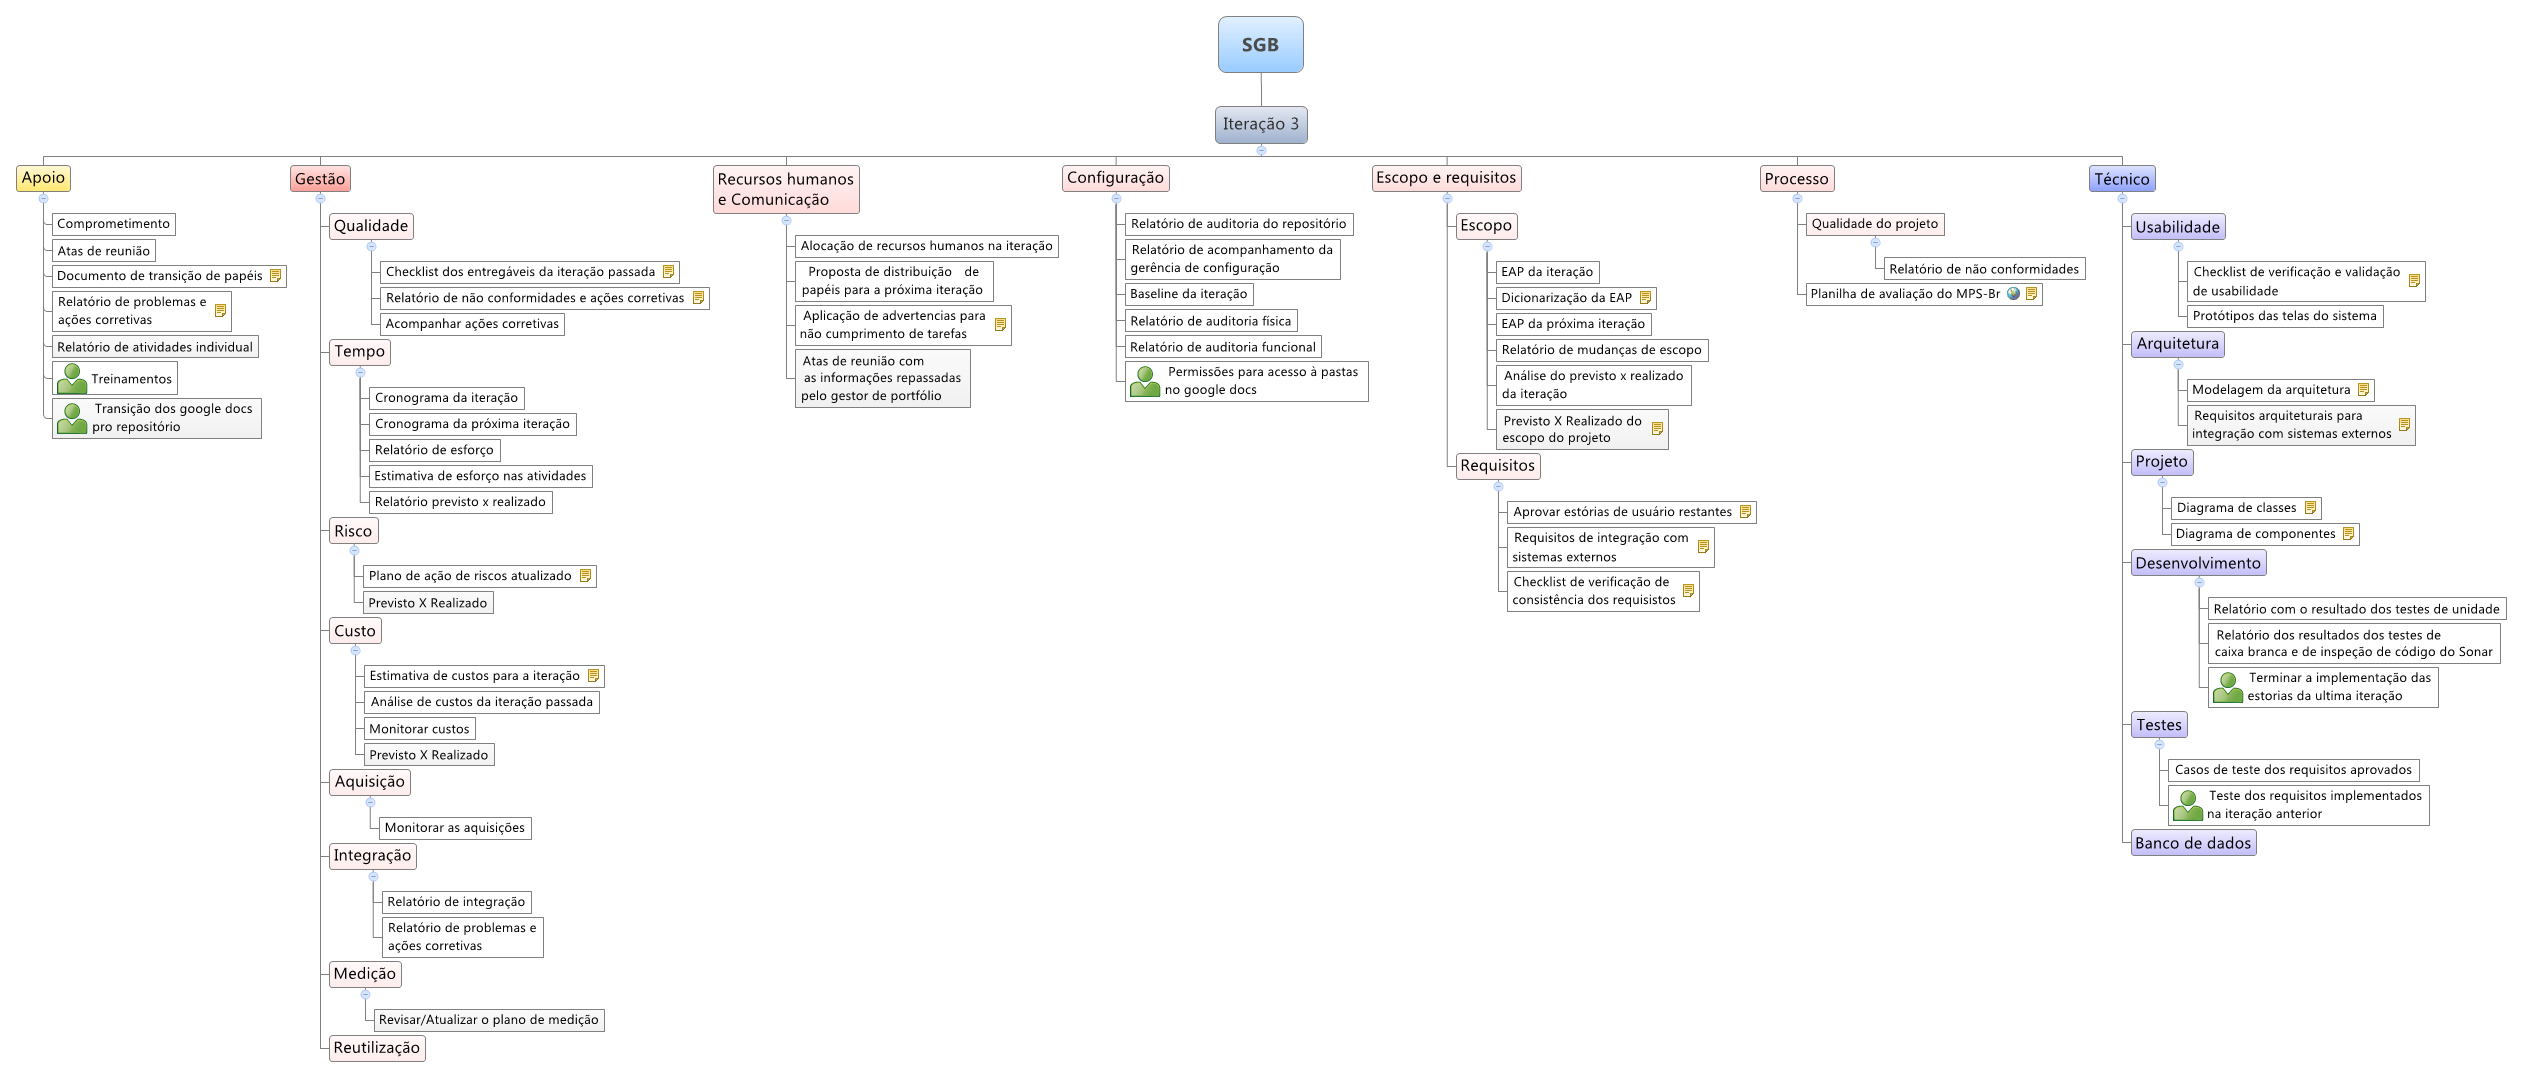 SGB
Iteração 3
Apoio
Comprometimento
Atas de reunião
Documento de transição de papéis
Relatório de problemas e
ações corretivas
Relatório de atividades individual
Treinamentos
Transição dos google docs
pro repositório
Gestão
Qualidade
Checklist dos entregáveis da iteração passada
Relatório de não conformidades e ações corretivas
Acompanhar ações corretivas
Tempo
Cronograma da iteração
Cronograma da próxima iteração
Relatório de esforço
Estimativa de esforço nas atividades
Relatório previsto x realizado
Risco
Plano de ação de riscos atualizado
Previsto X Realizado
Custo
Estimativa de custos para a iteração
Análise de custos da iteração passada
Monitorar custos
Previsto X Realizado
Aquisição
Monitorar as aquisições
Integração
Relatório de integração
Relatório de problemas e
ações corretivas
Medição
Revisar/Atualizar o plano de medição
Reutilização
Recursos humanos
e Comunicação
Alocação de recursos humanos na iteração
Proposta de distribuição de
papéis para a próxima iteração
Aplicação de advertencias para
não cumprimento de tarefas
Atas de reunião com
as informações repassadas
pelo gestor de portfólio
Configuração
Relatório de auditoria do repositório
Relatório de acompanhamento da
gerência de configuração
Baseline da iteração
Relatório de auditoria física
Relatório de auditoria funcional
Permissões para acesso à pastas
no google docs
Escopo e requisitos
Escopo
EAP da iteração
Dicionarização da EAP
EAP da próxima iteração
Relatório de mudanças de escopo
Análise do previsto x realizado
da iteração
Previsto X Realizado do
escopo do projeto
Requisitos
Aprovar estórias de usuário restantes
Requisitos de integração com
sistemas externos
Checklist de verificação de
consistência dos requisistos
Processo
Qualidade do projeto
Relatório de não conformidades
Planilha de avaliação do MPS-Br
Técnico
Usabilidade
Checklist de verificação e validação
de usabilidade
Protótipos das telas do sistema
Arquitetura
Modelagem da arquitetura
Requisitos arquiteturais para
integração com sistemas externos
Projeto
Diagrama de classes
Diagrama de componentes
Desenvolvimento
Relatório com o resultado dos testes de unidade
Relatório dos resultados dos testes de
caixa branca e de inspeção de código do Sonar
Terminar a implementação das
estorias da ultima iteração
Testes
Casos de teste dos requisitos aprovados
Teste dos requisitos implementados
na iteração anterior
Banco de dados